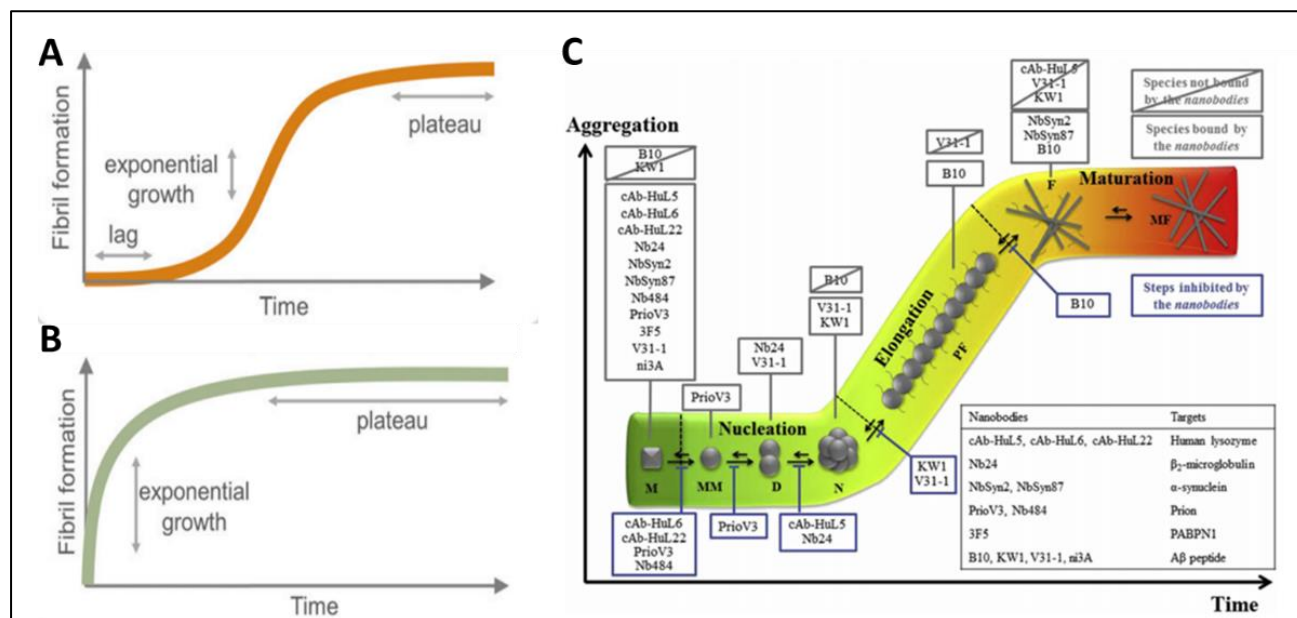 A
Fibril formation
lag
exponential
growth
plateau
Time
B
Fibril formation
exponential
growth
plateau
Time
C
Aggregation
B10
KW1
cAb-HuL5
cAb-HuL6
cAb-HuL22
Nb24
NbSyn2
NbSyn87
Nb484
PrioV3
3F5
V31-1
ni3A
PrioV3
Nb24
V31-1
B10
V31-1
KW1
V31-1
B10
cAb-HuL5
V31-1
KW1
NbSyn2
NbSyn87
B10
Species not bound
by the nanobodies
Species bound by
the nanobodies
F
Maturation
MF
Elongation
PF
B10
Steps inhibited by
the nanobodies
Nucleation
M
MM
D
N
cAb-HuL6
cAb-HuL22
PrioV3
Nb484
PrioV3
cAb-HuL5
Nb24
KW1
V31-1
Nanobodies Targets
cAb-HuL5, cAb-HuL6, cAb-HuL22 Human lysozyme
Nb24 β2-microglobulin
NbSyn2, NbSyn87 α-synuclein
PrioV3, Nb484 Prion
3F5 PABPN1
B10, KW1, V31-1, ni3A Aβ peptide
Time